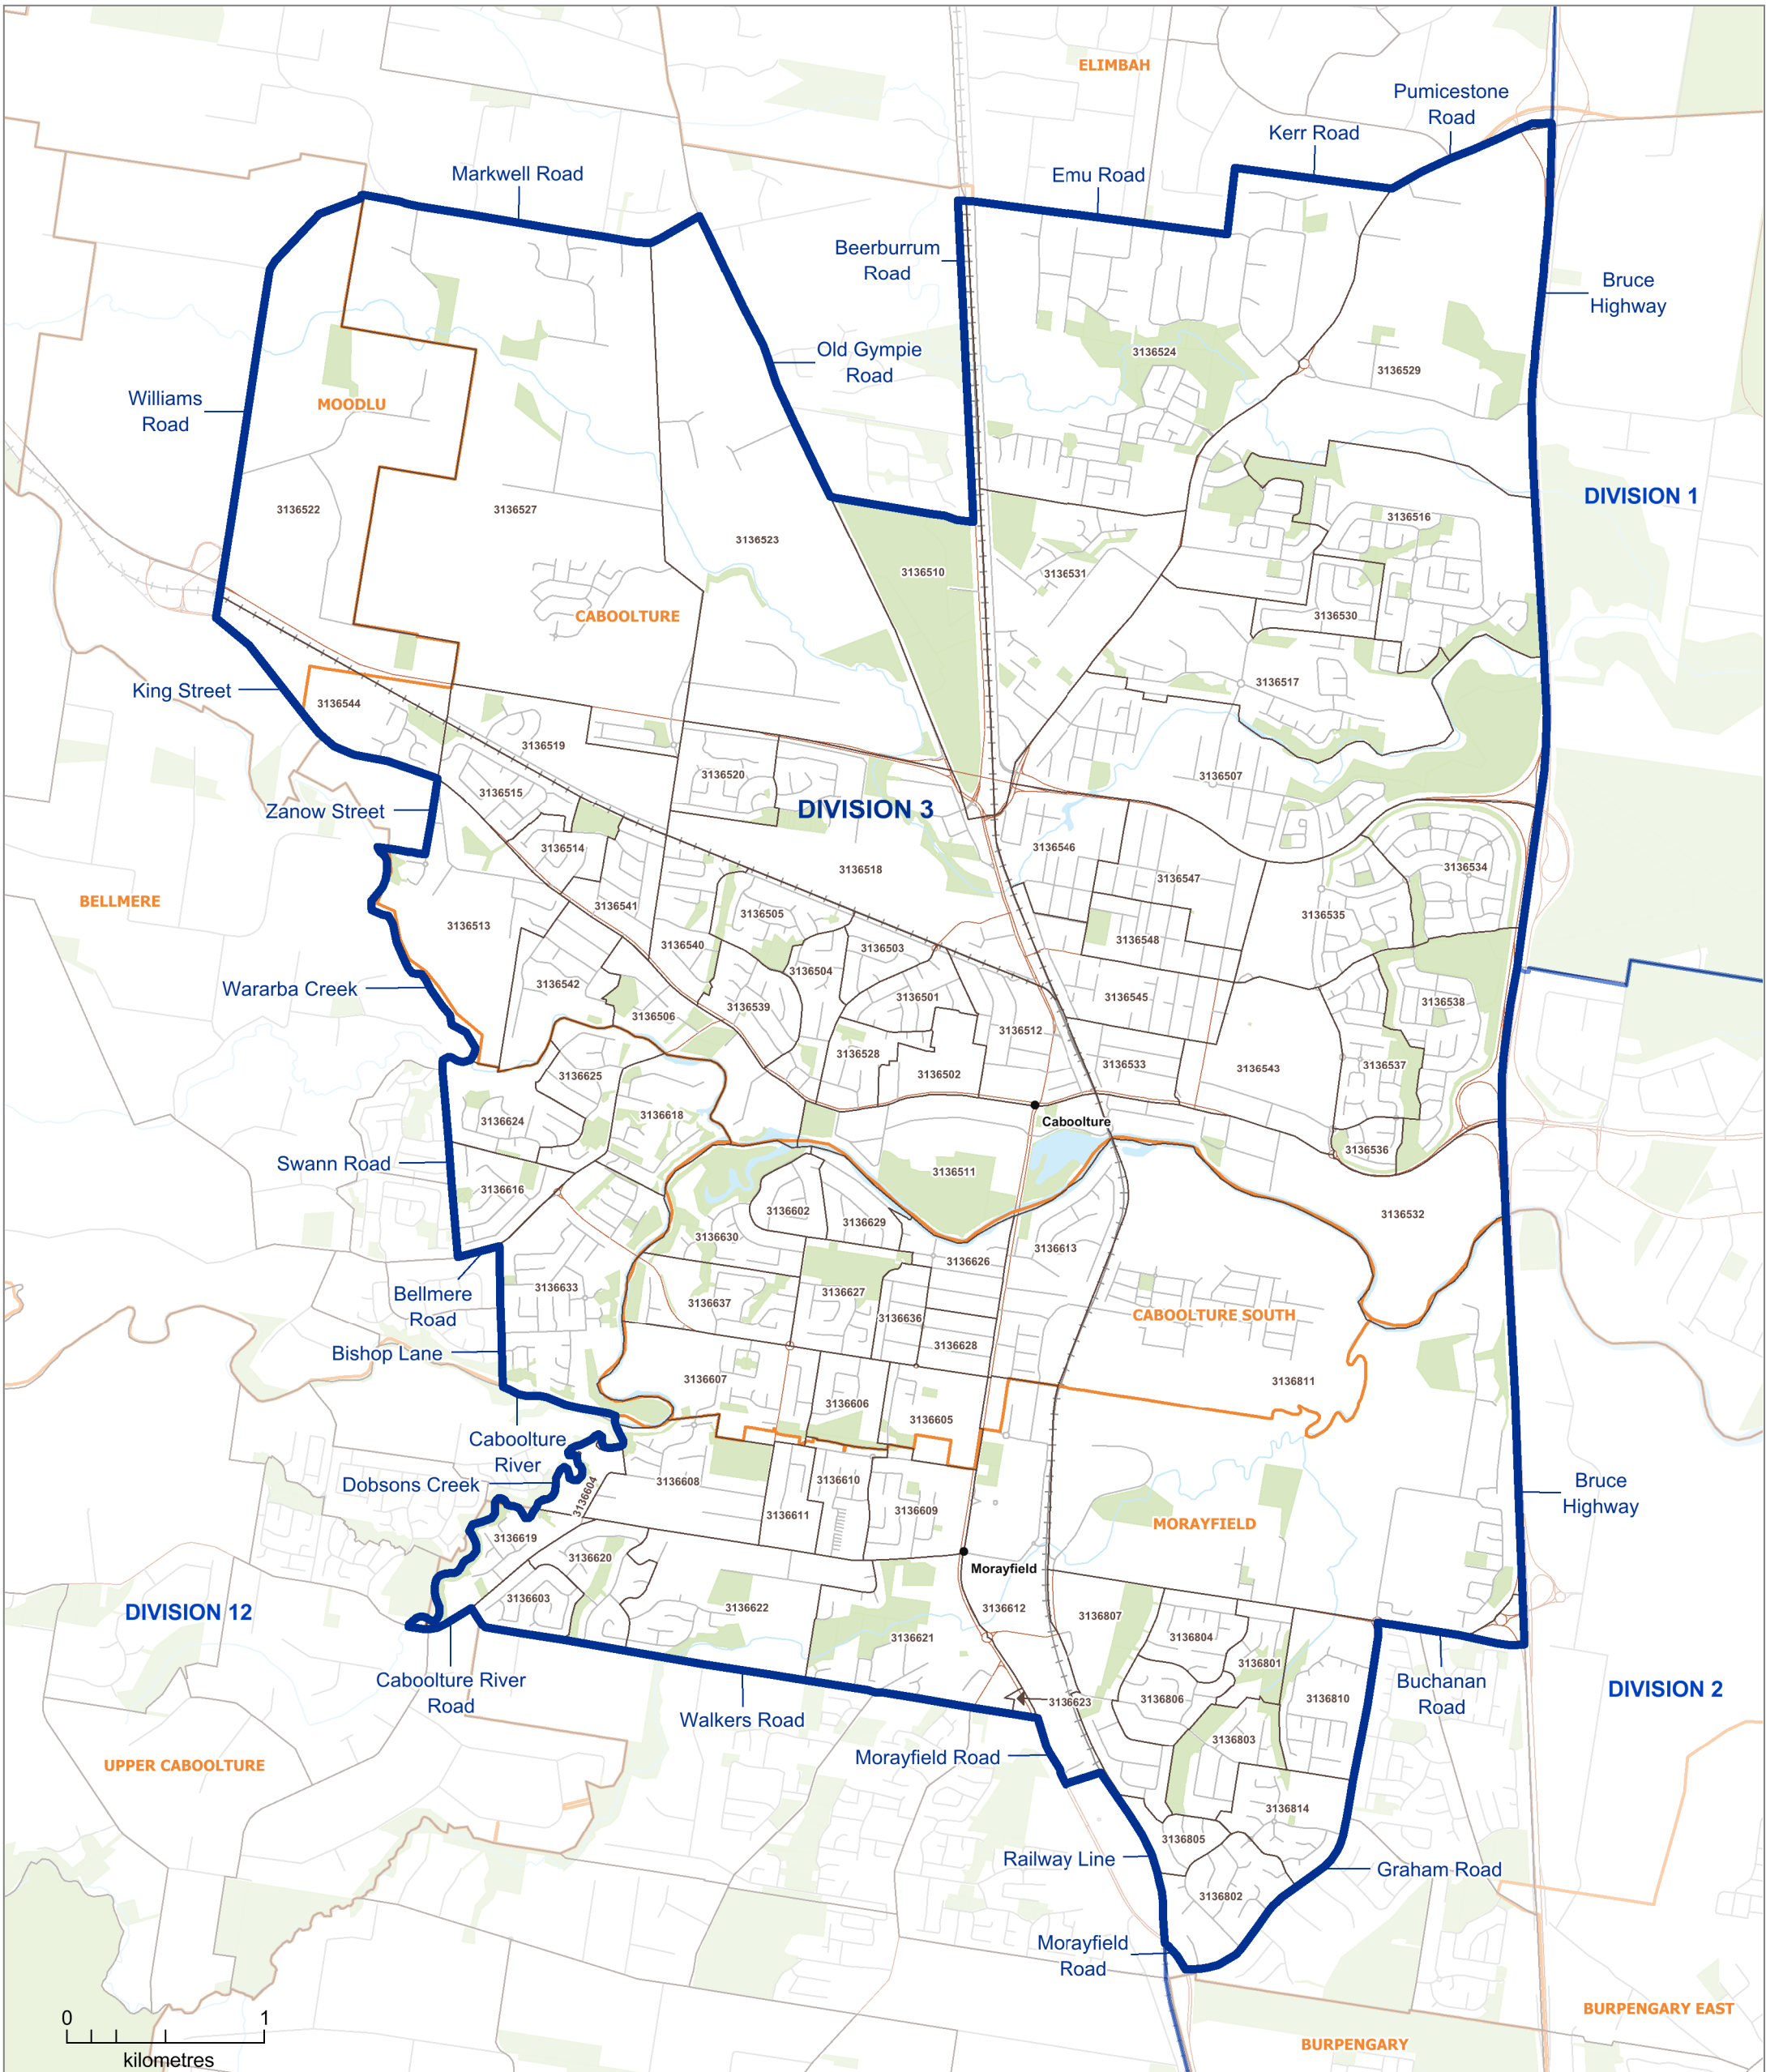 ELIMBAH
Pumicestone
Road
Kerr Road
Markwell Road
Emu Road
Beerburrum
Road
Bruce
Highway
Old Gympie
Road
3136524
3136529
Williams
Road
MOODLU
DIVISION 1
3136522
3136527
3136516
3136523
3136510
3136531
CABOOLTURE
3136530
King Street
3136544
3136517
3136519
3136520
3136507
3136515
Zanow Street
DIVISION 3
3136514
3136546
3136518
3136534
3136547
BELLMERE
3136541
3136505
3136535
3136513
3136540
3136503
3136548
3136504
Wararba Creek
3136542
3136501
3136545
3136539
3136538
3136506
3136512
3136528
3136533
3136502
3136543
3136537
3136625
Caboolture
3136618
3136624
3136536
Swann Road
3136511
3136616
3136602
3136629
3136532
3136630
3136613
3136626
3136633
3136627
Bellmere
Road
3136637
3136636
CABOOLTURE SOUTH
3136628
Bishop Lane
3136607
3136811
3136606
3136605
Caboolture
River
Dobsons Creek
3136608
3136610
3136604
Bruce
Highway
3136609
3136611
MORAYFIELD
3136619
3136620
Morayfield
3136603
3136622
3136612
3136807
DIVISION 12
3136621
3136804
3136801
Caboolture River
Road
Buchanan
Road
DIVISION 2
3136806
3136810
3136623
Walkers Road
3136803
Morayfield Road
UPPER CABOOLTURE
3136814
3136805
Railway Line
Graham Road
3136802
Morayfield
Road
BURPENGARY EAST
0 1
kilometres
BURPENGARY